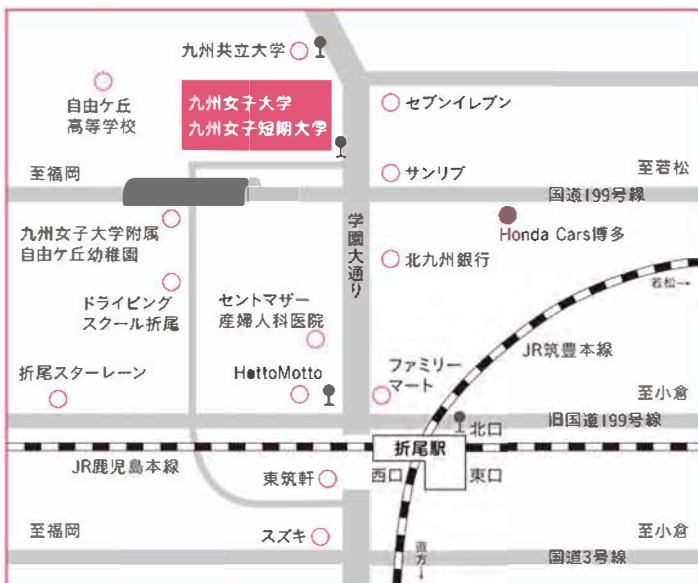 九州共立大学
自由ケ丘
高等学校
九州女子大学
九州女子短期大学
セブンイレブン
至福岡
サンリブ
至若松
国道199号線
九州女子大学附属
自由ケ丘幼稚園
学園大通り
Honda Cars博多
北九州銀行
若松→
ドライビング
スクール折尾
セントマザー
産婦人科医院
JR筑豊本線
折尾スターレーン
HottoMotto
ファミリー
マート
至小倉
旧国道199号線
北口
折尾駅
JR鹿児島本線
東筑軒
西口
東口
至福岡
スズキ
直方→
至小倉
国道3号線